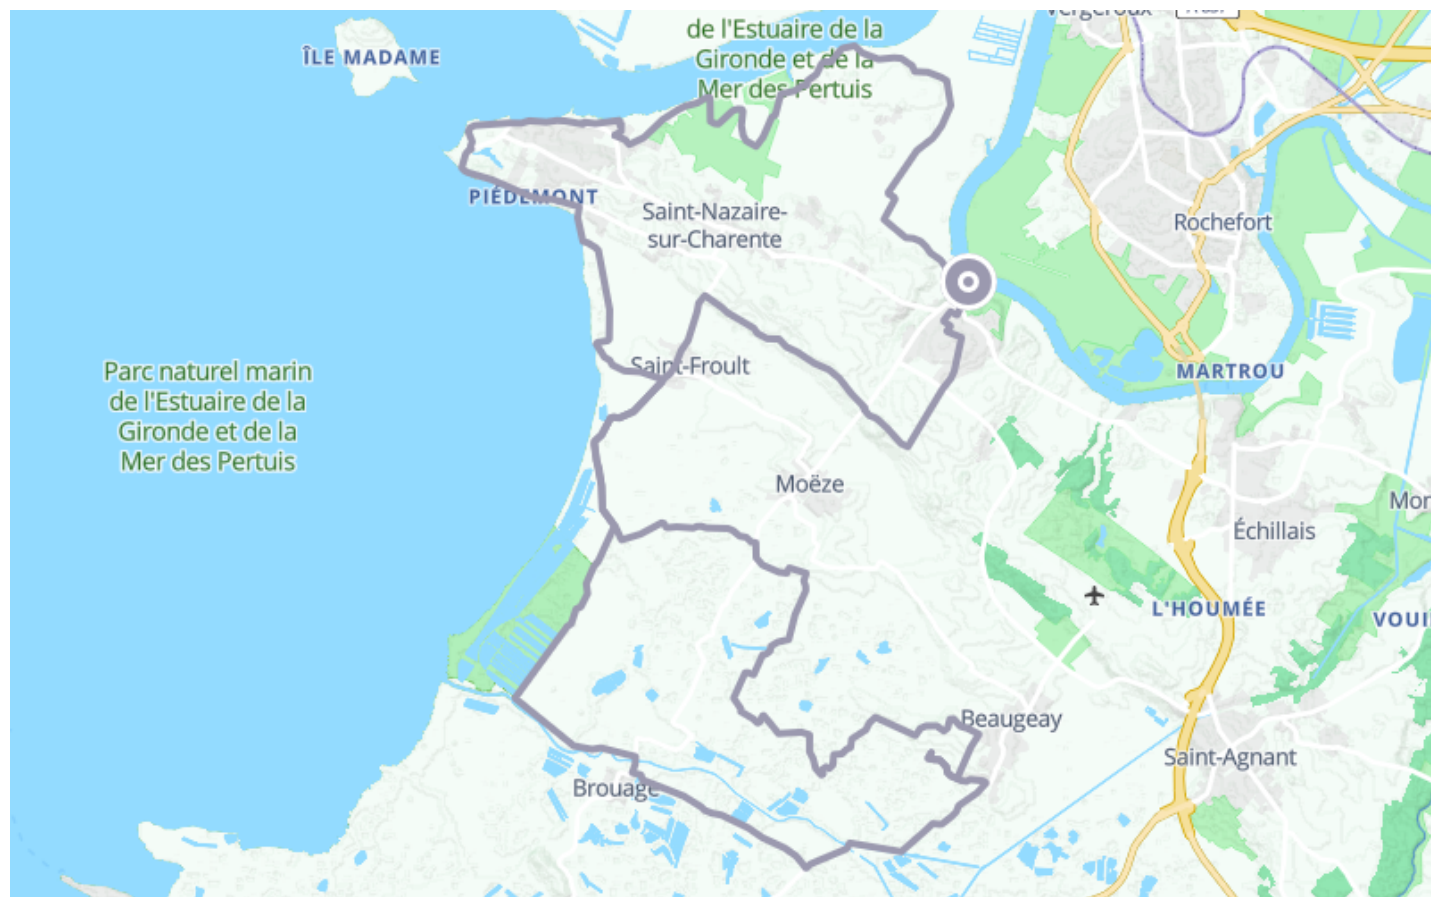 de l'Estuaire de la
Gironde et de la
Mer des Pertuis
ÎLE MADAME
PIÉDEMONT
Saint-Nazaire-
sur-Charente
Rochefort
Saint-Froult
MARTROU
Parc naturel marin
de l'Estuaire de la
Gironde et de la
Mer des Pertuis
Moëze
Échillais
L'HOUMÉE
Beaugeay
Saint-Agnant
Brouage